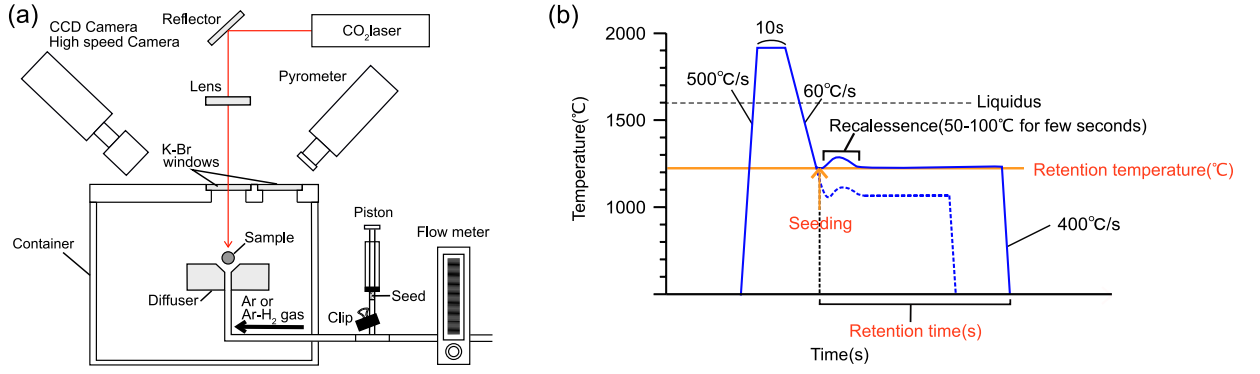 (a)
CCD Camera
High speed Camera
Reflector
CO₂laser
Lens
Pyrometer
K-Br
windows
Container
Sample
Diffuser
Ar or
Ar-H₂ gas
Piston
Flow meter
Seed
Clip
(b)
Temperature(℃)
2000
1800
1400
1000
10s
500℃/s
60℃/s
Liquidus
Recalessence(50-100℃ for few seconds)
Retention temperature(℃)
Seeding
400℃/s
Retention time(s)
Time(s)